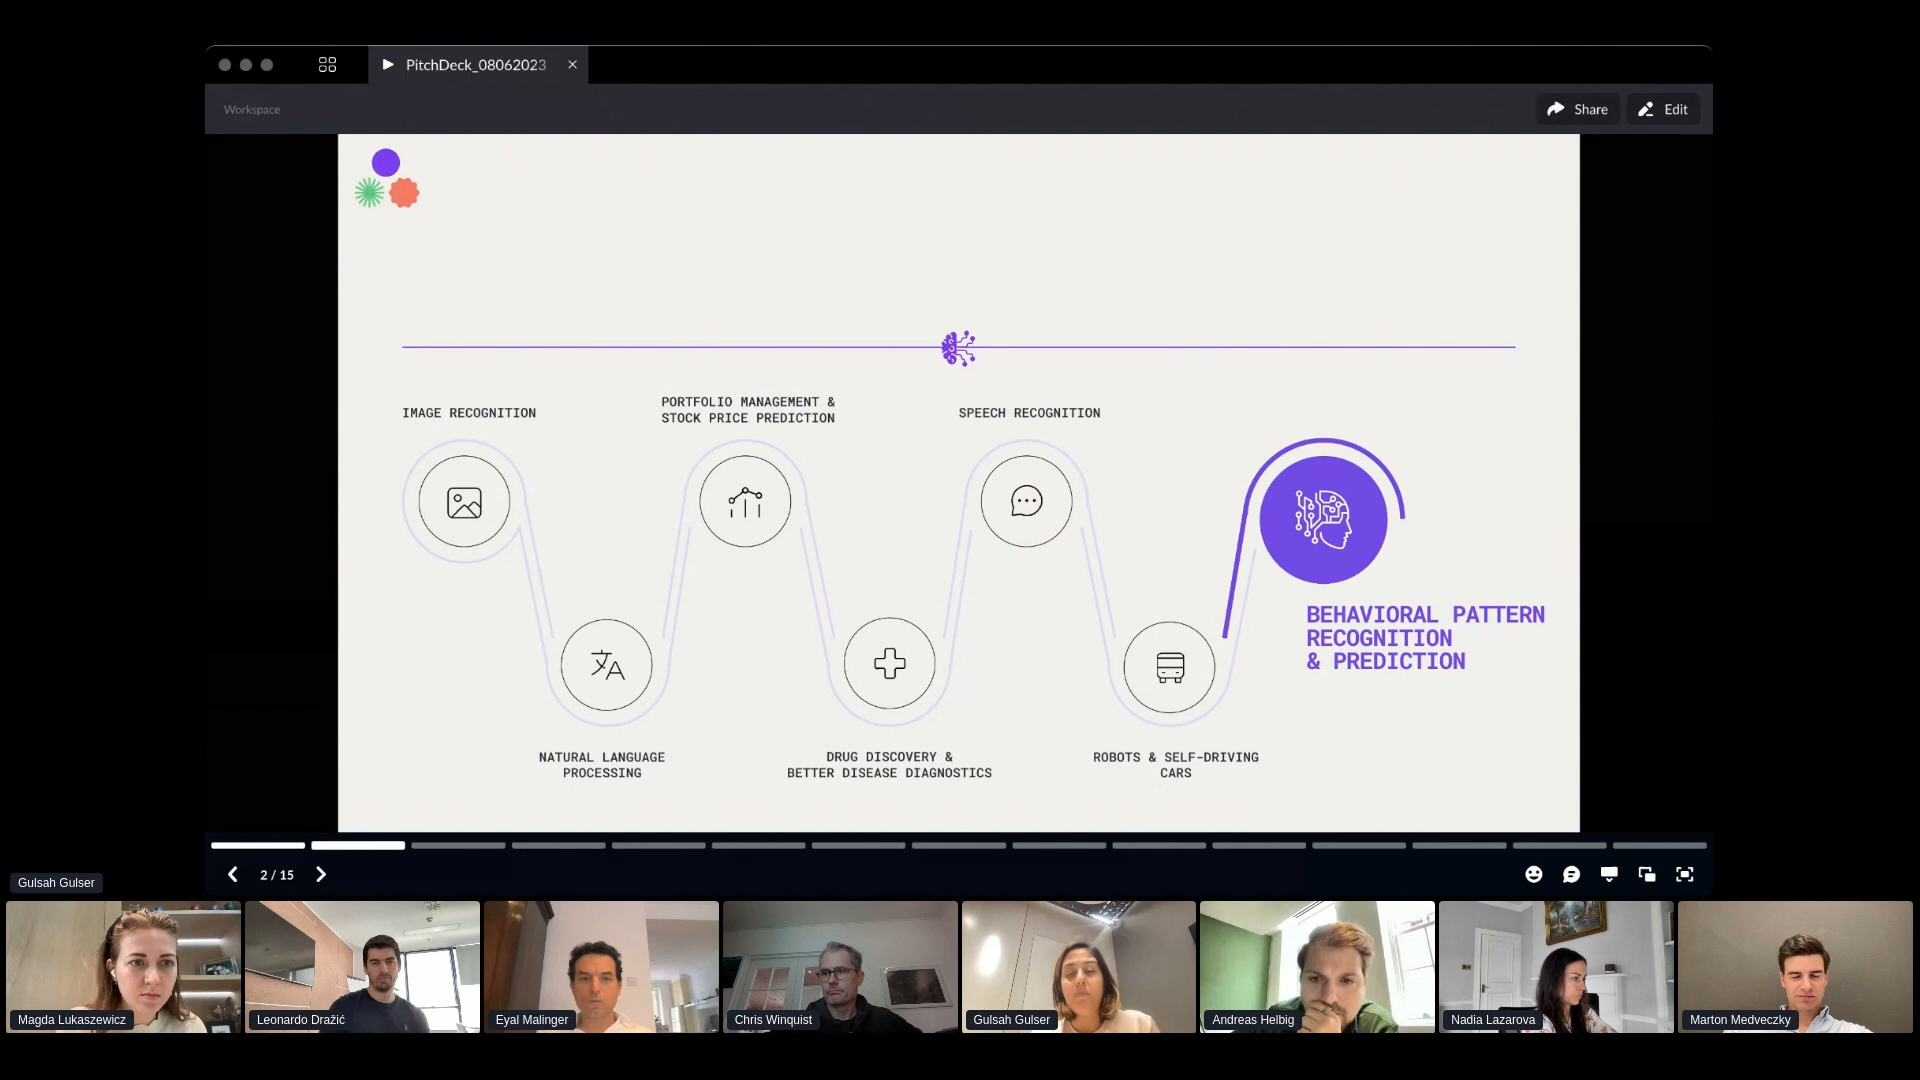 PitchDeck_08062023
Workspace
Share
Edit
IMAGE RECOGNITION
PORTFOLIO MANAGEMENT &
STOCK PRICE PREDICTION
SPEECH RECOGNITION
BEHAVIORAL PATTERN
RECOGNITION
& PREDICTION
文A
NATURAL LANGUAGE
PROCESSING
DRUG DISCOVERY &
BETTER DISEASE DIAGNOSTICS
ROBOTS & SELF-DRIVING
CARS
2 / 15
Gulsah Gulser
Magda Lukaszewicz
Leonardo Dražić
Eyal Malinger
Chris Winquist
Gulsah Gulser
Andreas Helbig
Nadia Lazarova
Marton Medveczky